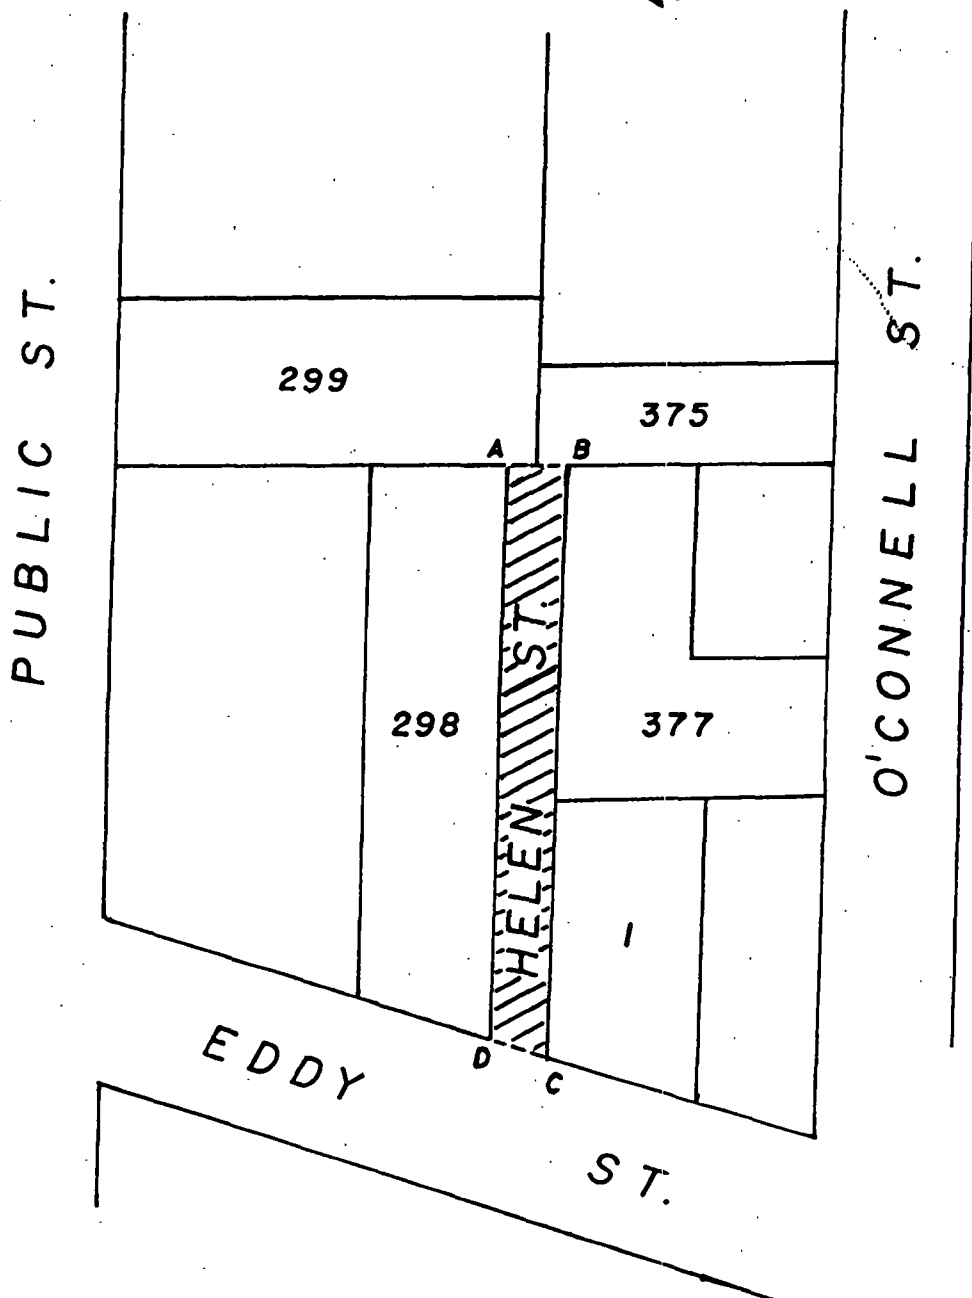 PUBLIC ST.
299
375
A
B
O'CONNELL ST.
298
HELEN ST.
377
1
D
C
EDDY ST.